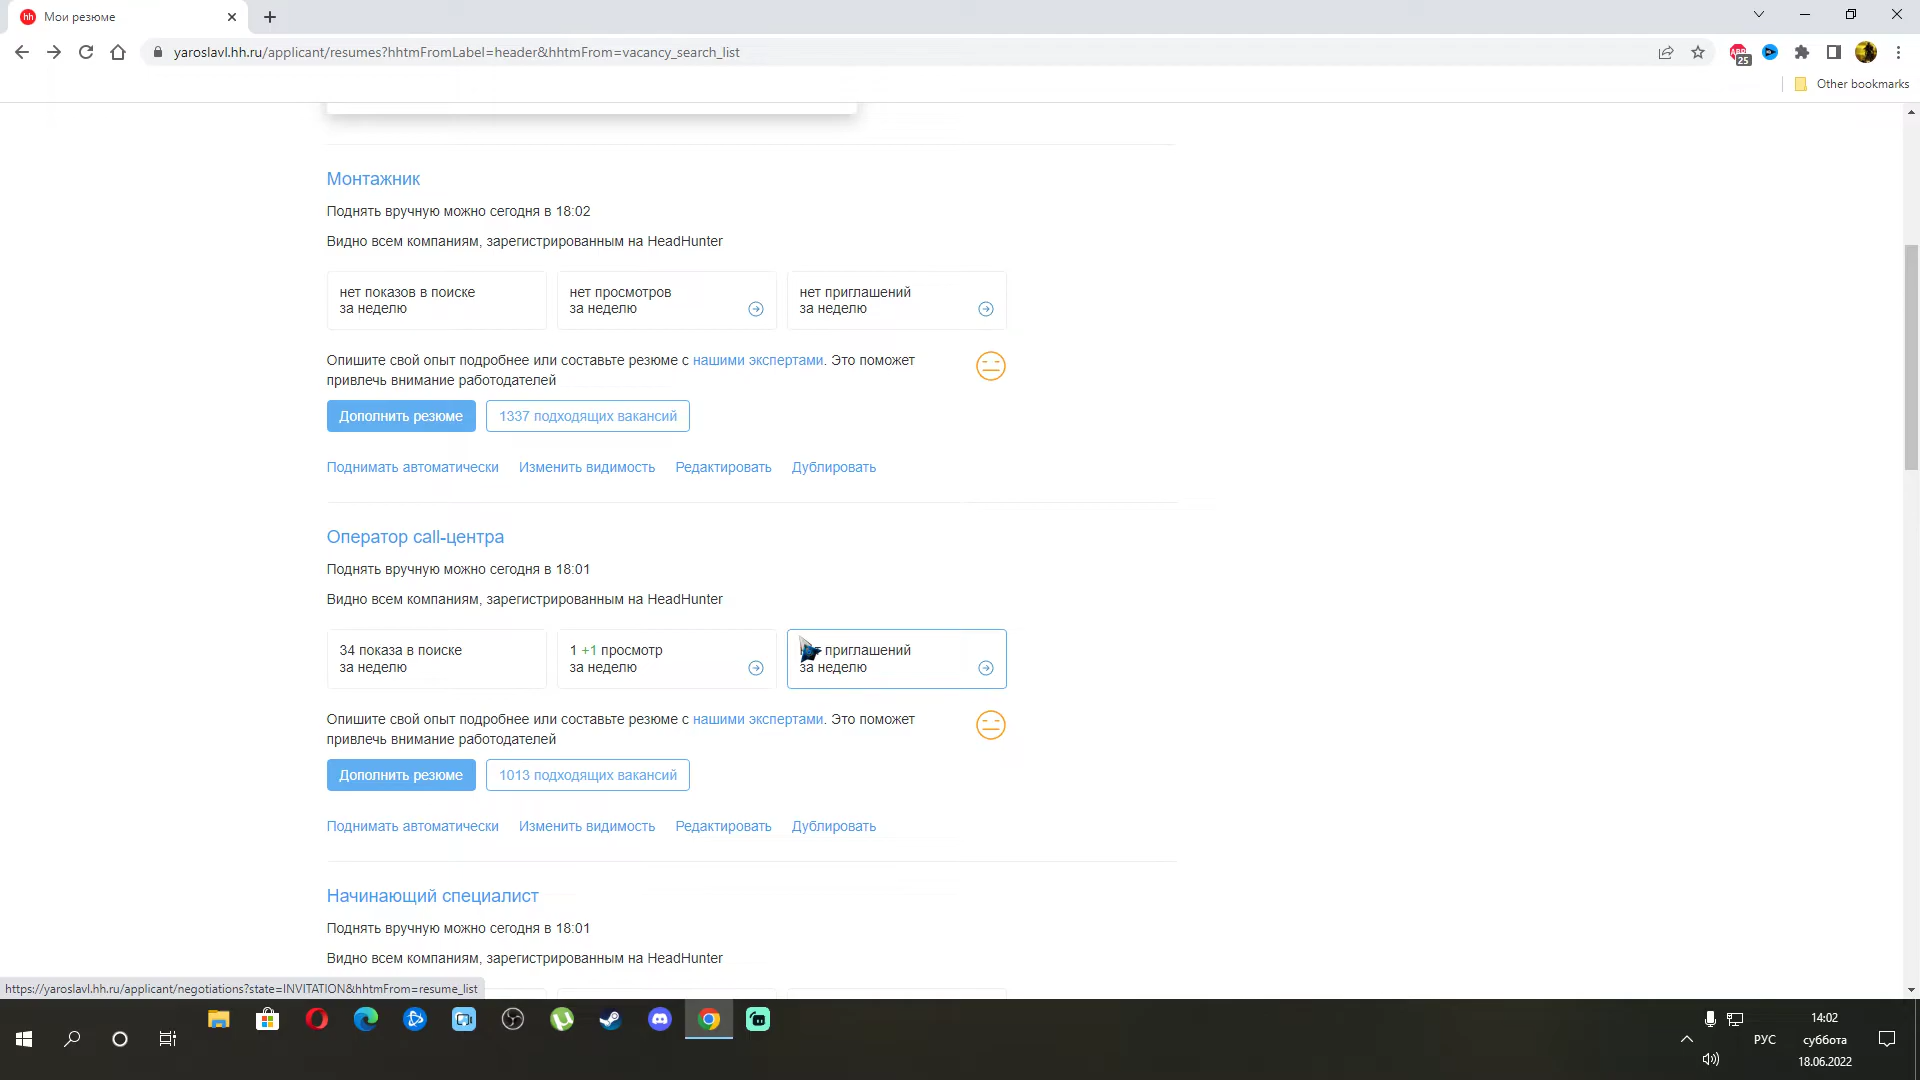 Мои резюме
yaroslavl.hh.ru/applicant/resumes?hhtmFromLabel=header&hhtmFrom=vacancy_search_list
25
Other bookmarks
Монтажник
Поднять вручную можно сегодня в 18:02
Видно всем компаниям, зарегистрированным на HeadHunter
нет показов в поиске
за неделю
нет просмотров
за неделю
нет приглашений
за неделю
Опишите свой опыт подробнее или составьте резюме с нашими экспертами. Это поможет
привлечь внимание работодателей
Дополнить резюме
1337 подходящих вакансий
Поднимать автоматически Изменить видимость Редактировать Дублировать
Оператор call-центра
Поднять вручную можно сегодня в 18:01
Видно всем компаниям, зарегистрированным на HeadHunter
34 показа в поиске
за неделю
1 +1 просмотр
за неделю
приглашений
за неделю
Опишите свой опыт подробнее или составьте резюме с нашими экспертами. Это поможет
привлечь внимание работодателей
Дополнить резюме
1013 подходящих вакансий
Поднимать автоматически Изменить видимость Редактировать Дублировать
Начинающий специалист
Поднять вручную можно сегодня в 18:01
Видно всем компаниям, зарегистрированным на HeadHunter
https://yaroslavl.hh.ru/applicant/negotiations?state=INVITATION&hhtmFrom=resume_list
14:02
РУС
суббота
18.06.2022